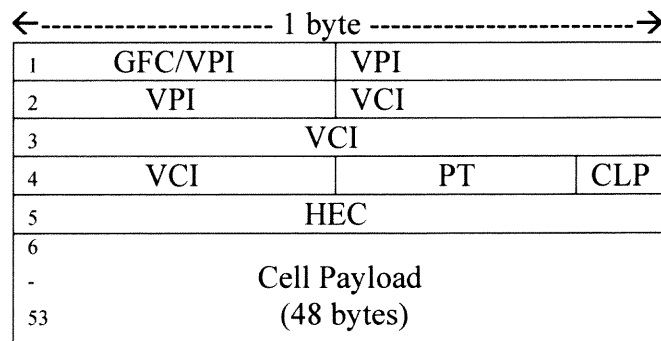 ←---------------------- 1 byte ----------------------------→
1 GFC/VPI VPI
2 VPI VCI
3 VCI
4 VCI PT CLP
5 HEC
6
- Cell Payload
53 (48 bytes)